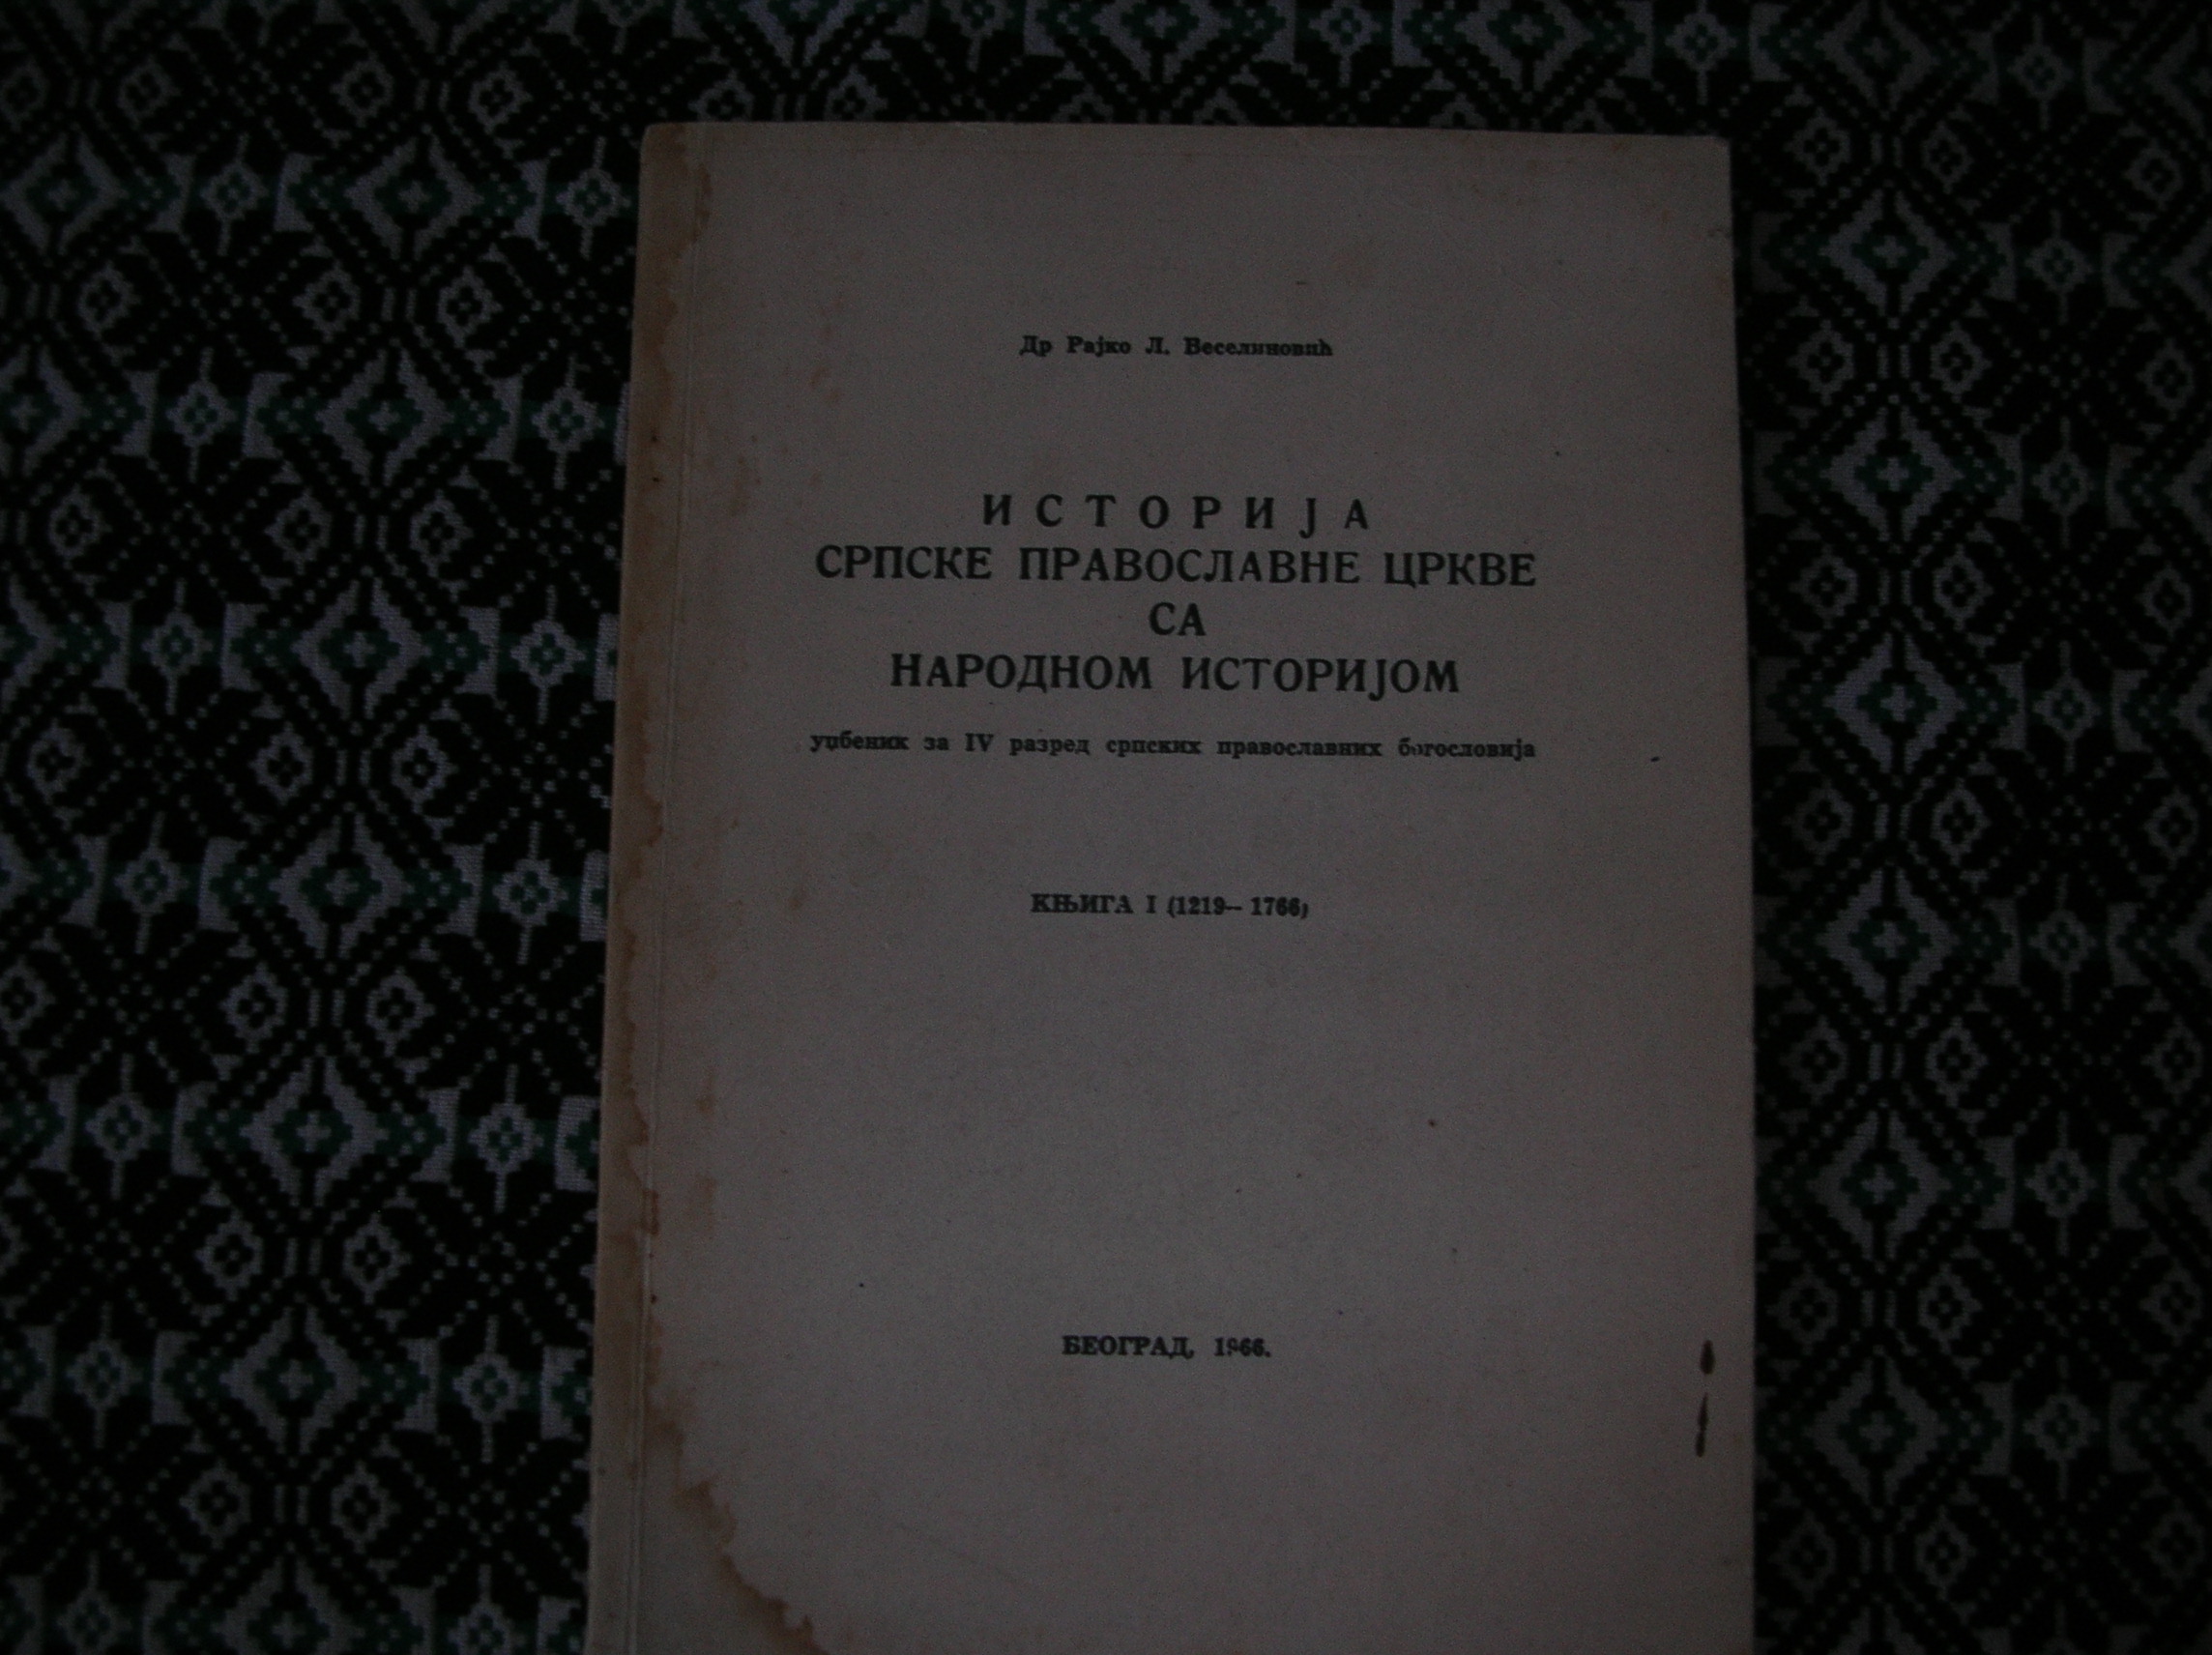 Др Рајко Л. Веселиновић
ИСТОРИЈА
СРПСКЕ ПРАВОСЛАВНЕ ЦРКВЕ
СА
НАРОДНОМ ИСТОРИЈОМ
уџбеник за IV разред српских православних богословија
КЊИГА I (1219— 1766)
БЕОГРАД, 1966.